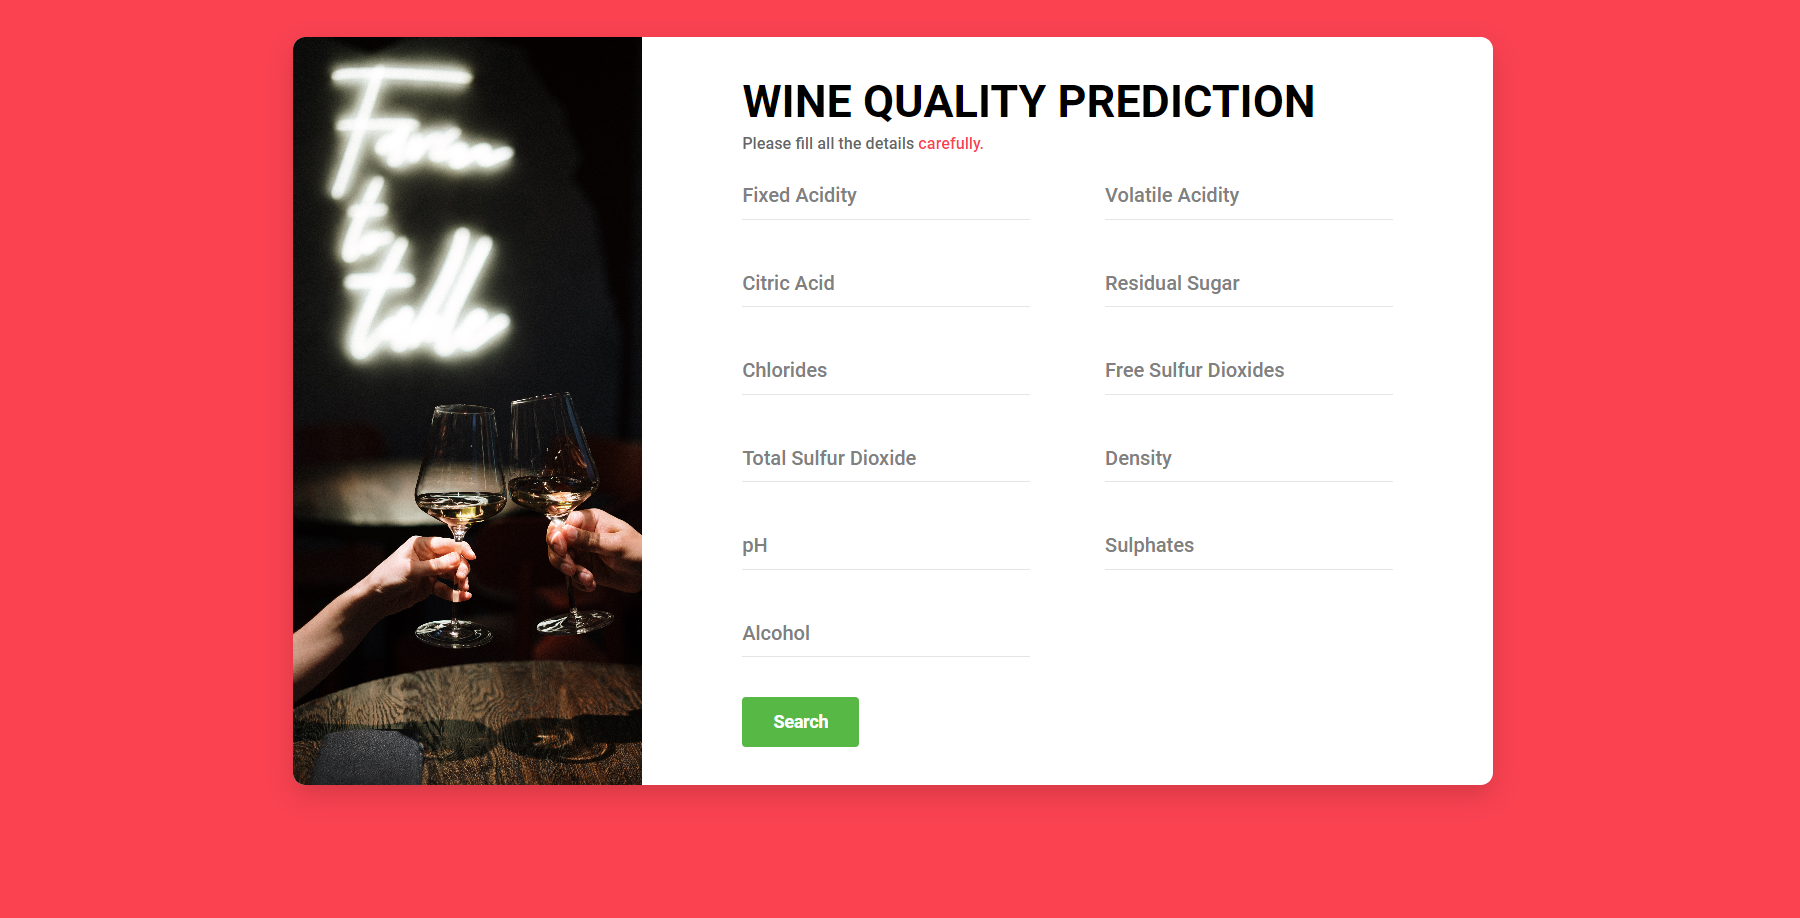 Farm
to
table
WINE QUALITY PREDICTION
Please fill all the details carefully.
Fixed Acidity
Volatile Acidity
Citric Acid
Residual Sugar
Chlorides
Free Sulfur Dioxides
Total Sulfur Dioxide
Density
pH
Sulphates
Alcohol
Search